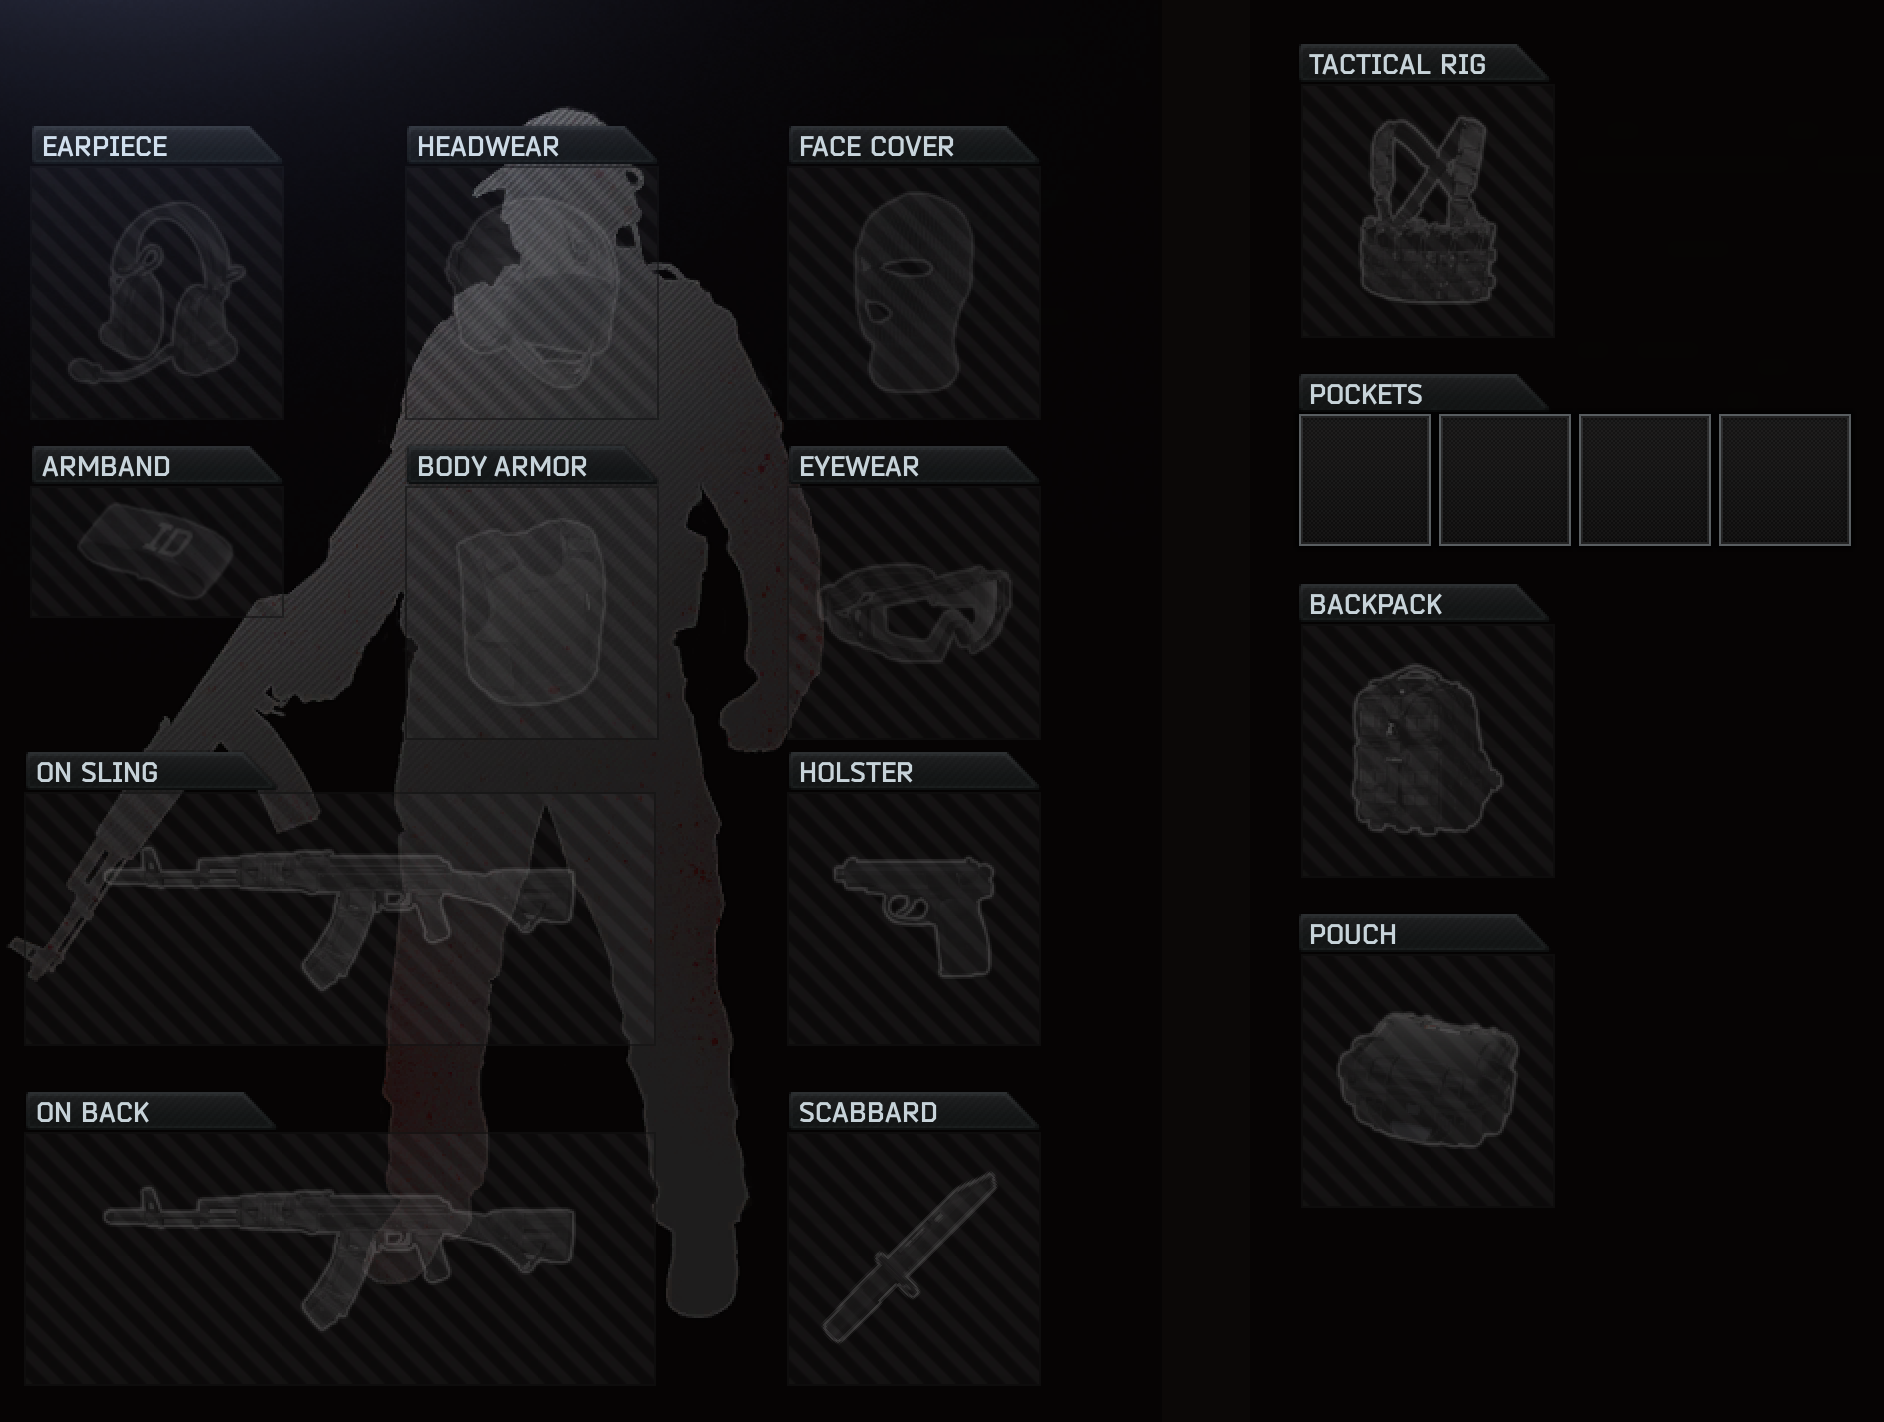 EARPIECE
HEADWEAR
FACE COVER
ARMBAND
ID
BODY ARMOR
EYEWEAR
ON SLING
HOLSTER
ON BACK
SCABBARD
TACTICAL RIG
POCKETS
BACKPACK
POUCH